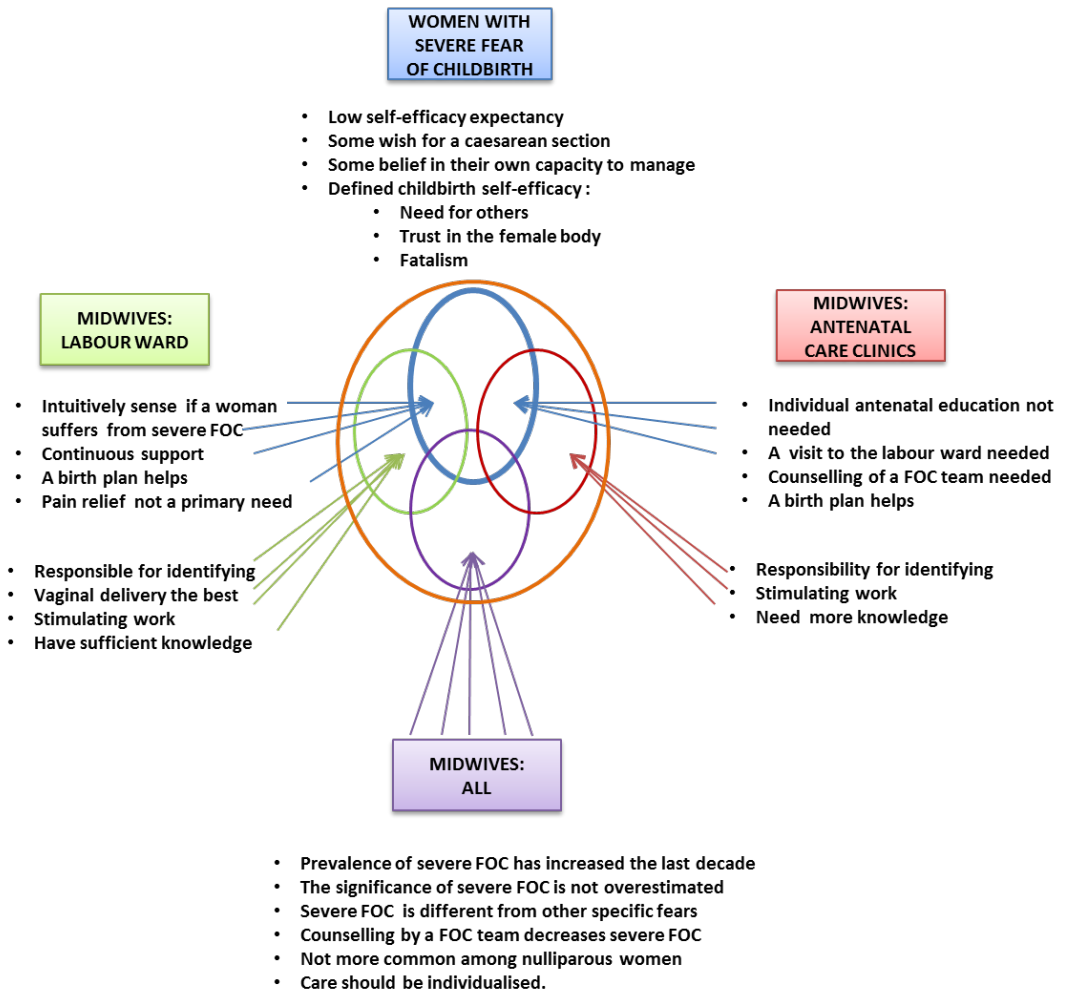 WOMEN WITH
SEVERE FEAR
OF CHILDBIRTH
• Low self-efficacy expectancy
• Some wish for a caesarean section
• Some belief in their own capacity to manage
• Defined childbirth self-efficacy :
• Need for others
• Trust in the female body
• Fatalism
MIDWIVES:
LABOUR WARD
• Intuitively sense if a woman
suffers from severe FOC
• Continuous support
• A birth plan helps
• Pain relief not a primary need
• Responsible for identifying
• Vaginal delivery the best
• Stimulating work
• Have sufficient knowledge
MIDWIVES:
ANTENATAL
CARE CLINICS
• Individual antenatal education not
needed
• A visit to the labour ward needed
• Counselling of a FOC team needed
• A birth plan helps
• Responsibility for identifying
• Stimulating work
• Need more knowledge
MIDWIVES:
ALL
• Prevalence of severe FOC has increased the last decade
• The significance of severe FOC is not overestimated
• Severe FOC is different from other specific fears
• Counselling by a FOC team decreases severe FOC
• Not more common among nulliparous women
• Care should be individualised.